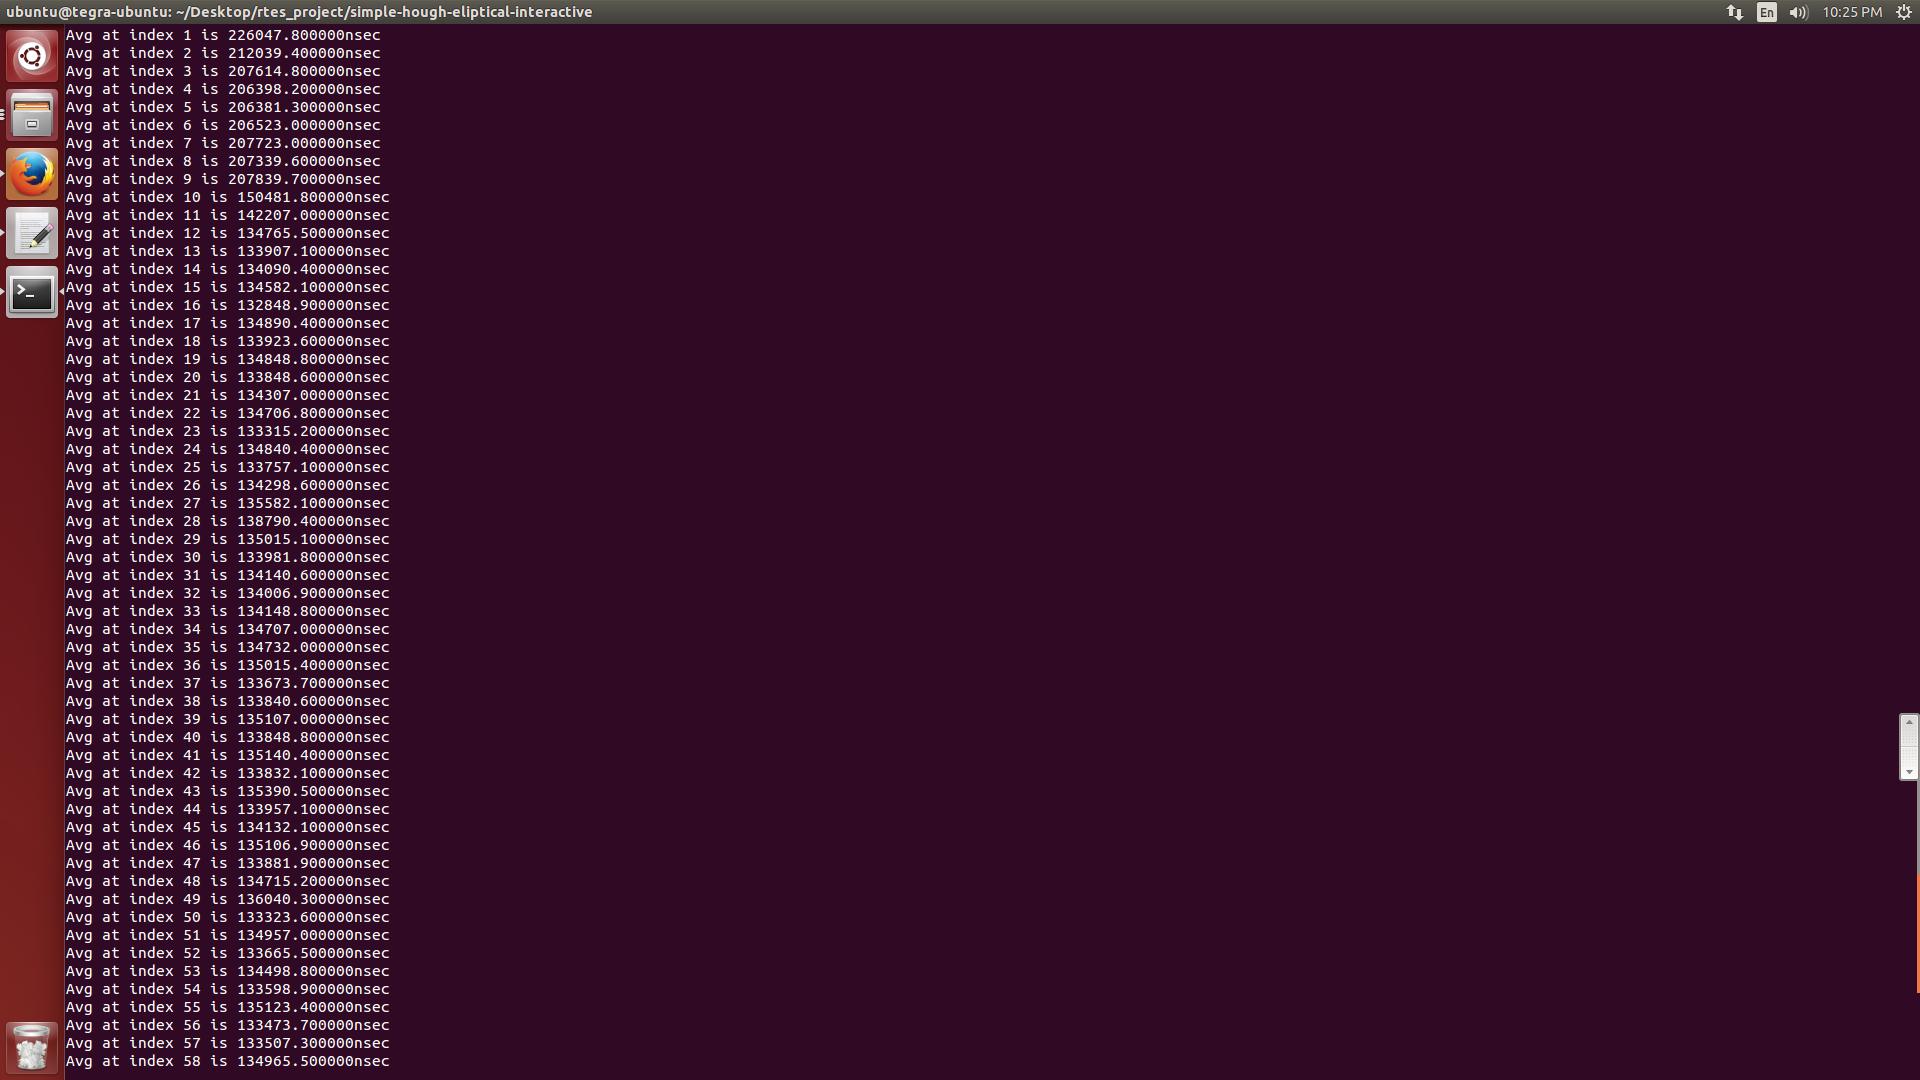 ubuntu@tegra-ubuntu: ~/Desktop/rtes_project/simple-hough-eliptical-interactive
En
10:25 PM
Avg at index 1 is 226047.800000nsec
Avg at index 2 is 212039.400000nsec
Avg at index 3 is 207614.800000nsec
Avg at index 4 is 206398.200000nsec
Avg at index 5 is 206381.300000nsec
Avg at index 6 is 206523.000000nsec
Avg at index 7 is 207723.000000nsec
Avg at index 8 is 207339.600000nsec
Avg at index 9 is 207839.700000nsec
Avg at index 10 is 150481.800000nsec
Avg at index 11 is 142207.000000nsec
Avg at index 12 is 134765.500000nsec
Avg at index 13 is 133907.100000nsec
Avg at index 14 is 134090.400000nsec
Avg at index 15 is 134582.100000nsec
Avg at index 16 is 132848.900000nsec
Avg at index 17 is 134890.400000nsec
Avg at index 18 is 133923.600000nsec
Avg at index 19 is 134848.800000nsec
Avg at index 20 is 133848.600000nsec
Avg at index 21 is 134307.000000nsec
Avg at index 22 is 134706.800000nsec
Avg at index 23 is 133315.200000nsec
Avg at index 24 is 134840.400000nsec
Avg at index 25 is 133757.100000nsec
Avg at index 26 is 134298.600000nsec
Avg at index 27 is 135582.100000nsec
Avg at index 28 is 138790.400000nsec
Avg at index 29 is 135015.100000nsec
Avg at index 30 is 133981.800000nsec
Avg at index 31 is 134140.600000nsec
Avg at index 32 is 134006.900000nsec
Avg at index 33 is 134148.800000nsec
Avg at index 34 is 134707.000000nsec
Avg at index 35 is 134732.000000nsec
Avg at index 36 is 135015.400000nsec
Avg at index 37 is 133673.700000nsec
Avg at index 38 is 133840.600000nsec
Avg at index 39 is 135107.000000nsec
Avg at index 40 is 133848.800000nsec
Avg at index 41 is 135140.400000nsec
Avg at index 42 is 133832.100000nsec
Avg at index 43 is 135390.500000nsec
Avg at index 44 is 133957.100000nsec
Avg at index 45 is 134132.100000nsec
Avg at index 46 is 135106.900000nsec
Avg at index 47 is 133881.900000nsec
Avg at index 48 is 134715.200000nsec
Avg at index 49 is 136040.300000nsec
Avg at index 50 is 133323.600000nsec
Avg at index 51 is 134957.000000nsec
Avg at index 52 is 133665.500000nsec
Avg at index 53 is 134498.800000nsec
Avg at index 54 is 133598.900000nsec
Avg at index 55 is 135123.400000nsec
Avg at index 56 is 133473.700000nsec
Avg at index 57 is 133507.300000nsec
Avg at index 58 is 134965.500000nsec